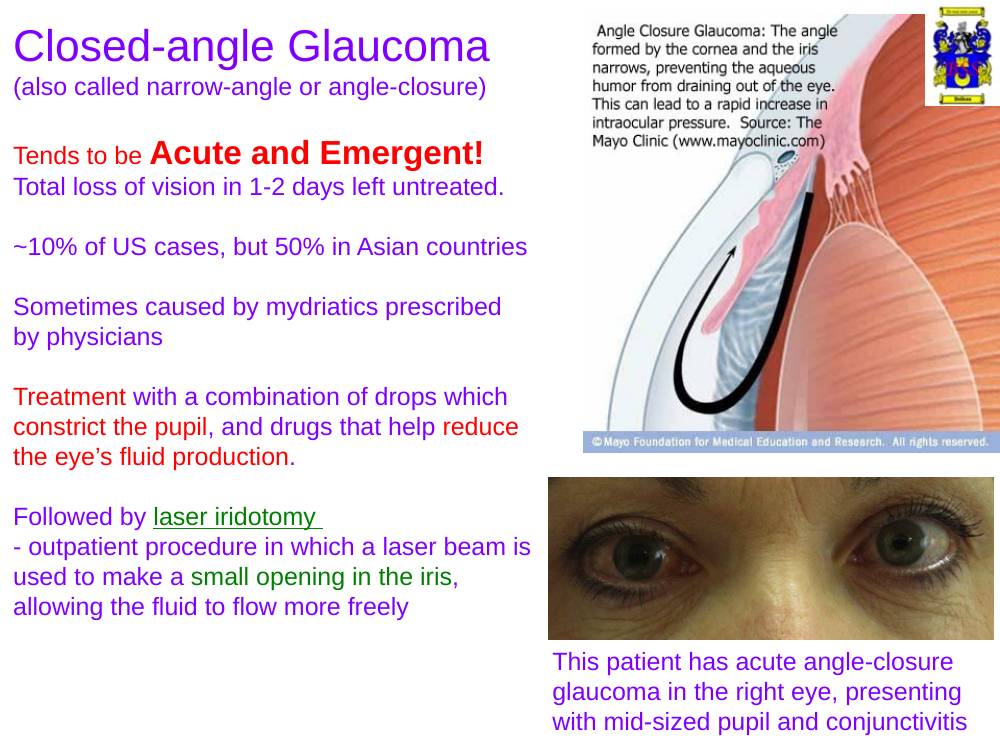 Closed-angle Glaucoma
(also called narrow-angle or angle-closure)
Tends to be Acute and Emergent!
Total loss of vision in 1-2 days left untreated.
~10% of US cases, but 50% in Asian countries
Sometimes caused by mydriatics prescribed
by physicians
Treatment with a combination of drops which
constrict the pupil, and drugs that help reduce
the eye’s fluid production.
Followed by laser iridotomy
- outpatient procedure in which a laser beam is
used to make a small opening in the iris,
allowing the fluid to flow more freely
Angle Closure Glaucoma: The angle
formed by the cornea and the iris
narrows, preventing the aqueous
humor from draining out of the eye.
This can lead to a rapid increase in
intraocular pressure. Source: The
Mayo Clinic (www.mayoclinic.com)
©Mayo Foundation for Medical Education and Research. All rights reserved.
This patient has acute angle-closure
glaucoma in the right eye, presenting
with mid-sized pupil and conjunctivitis